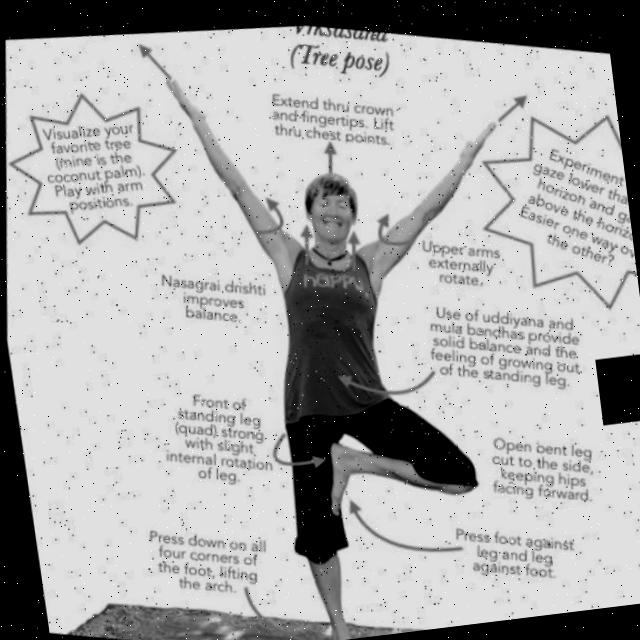 Vrksasana
(Tree pose)
Extend thru crown
and fingertips. Lift
thru chest points.
Visualize your
favorite tree
(mine is the
coconut palm).
Play with arm
positions.
Experiment
gaze lower
horizon and
above the
Easier one way
the other?
Upper arms
externally
rotate.
Nasagrai drishti
improves
balance.
Use of uddiyana and
mula bandhas provide
solid balance and the
feeling of growing out
of the standing leg.
Front of
standing leg
(quad) strong
with slight
internal rotation
of leg.
Open bent leg
out to the side,
keeping hips
facing forward.
Press down on all
four corners of
the foot, lifting
the arch.
Press foot against
leg and leg
against foot.